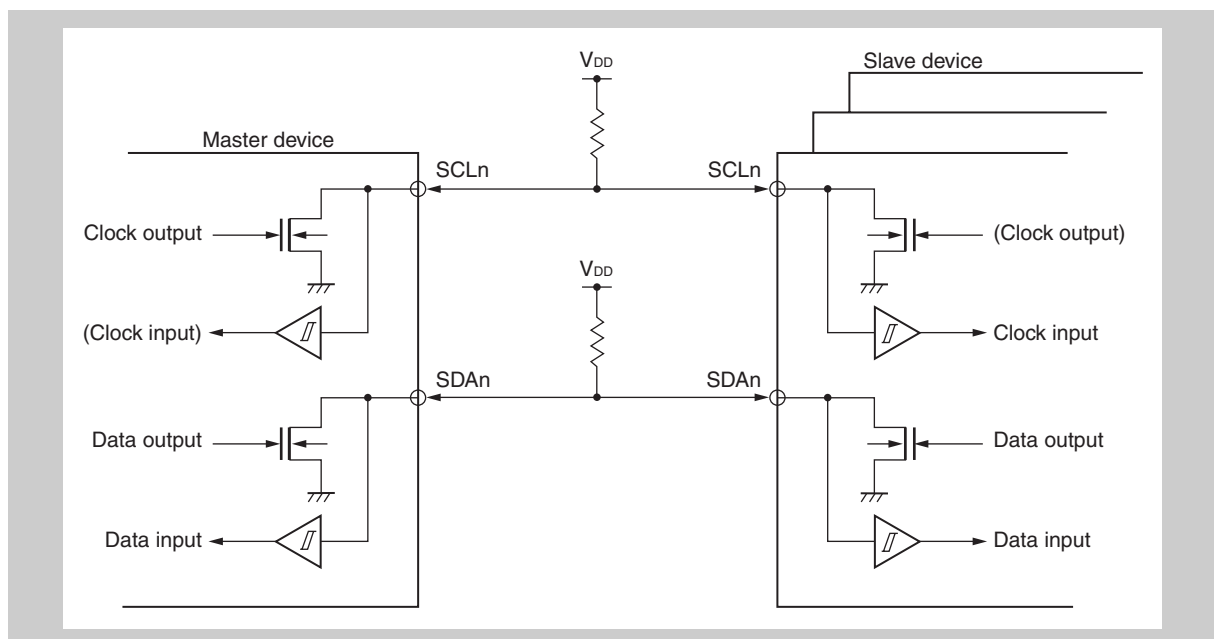 VDD
Slave device
Master device
SCLn
SCLn
Clock output
(Clock output)
VDD
(Clock input)
Clock input
SDAn
SDAn
Data output
Data output
Data input
Data input